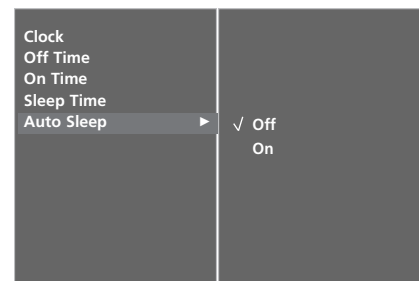 Clock
Off Time
On Time
Sleep Time
Auto Sleep ►
√ Off
On